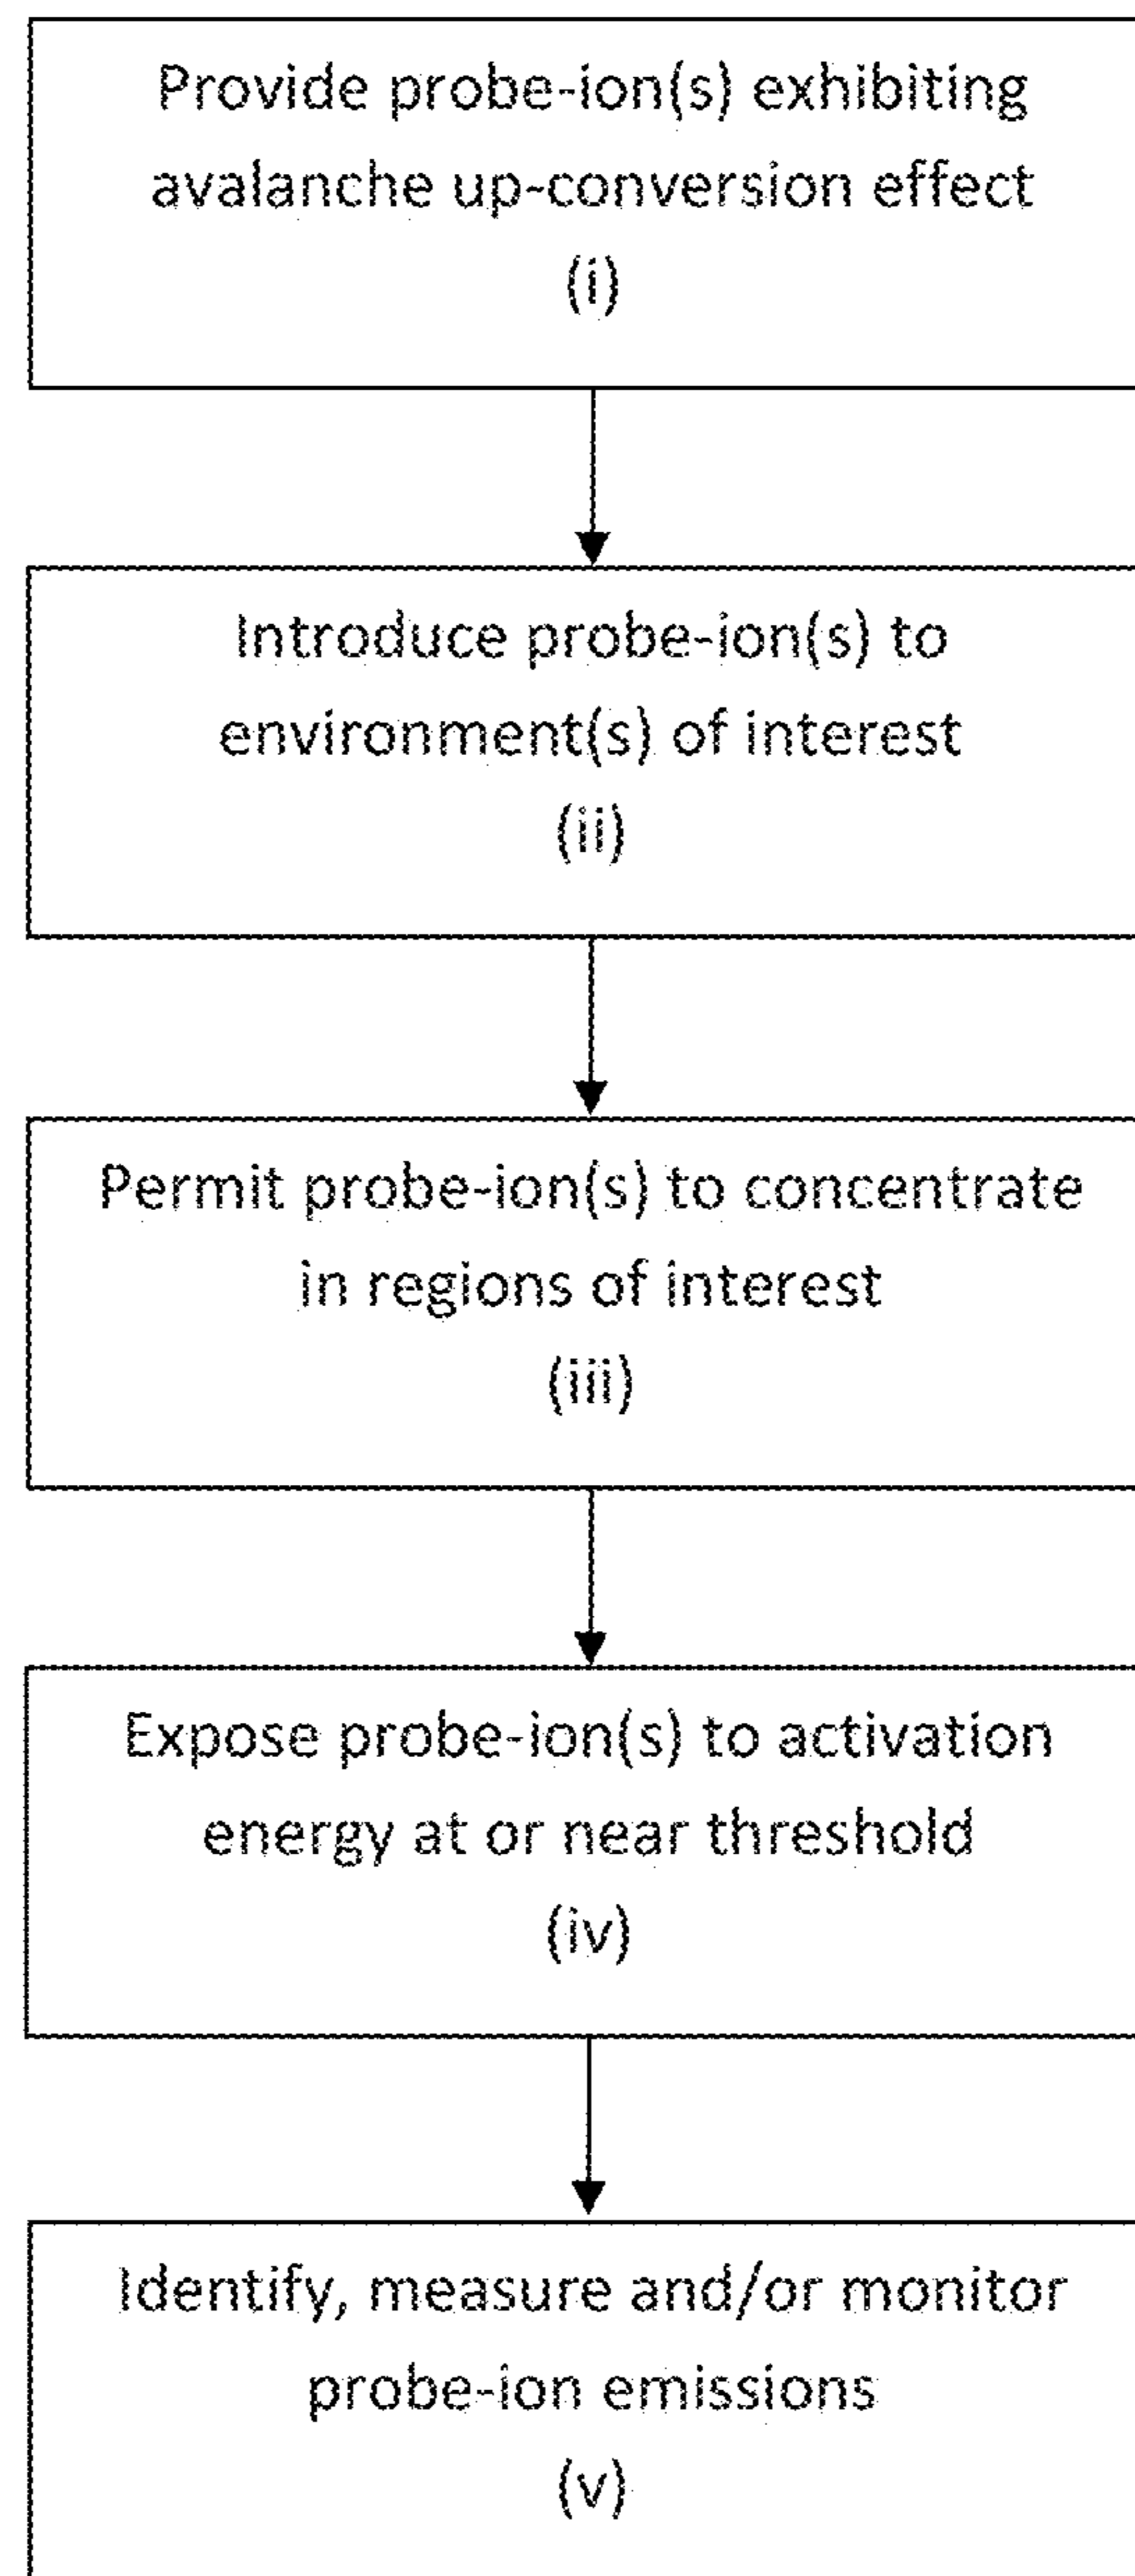 Provide probe-ion(s) exhibiting
avalanche up-conversion effect
(i)
Introduce probe-ion(s) to
environment(s) of interest
(ii)
Permit probe-ion(s) to concentrate
in regions of interest
(iii)
Expose probe-ion(s) to activation
energy at or near threshold
(iv)
Identify, measure and/or monitor
probe-ion emissions
(v)